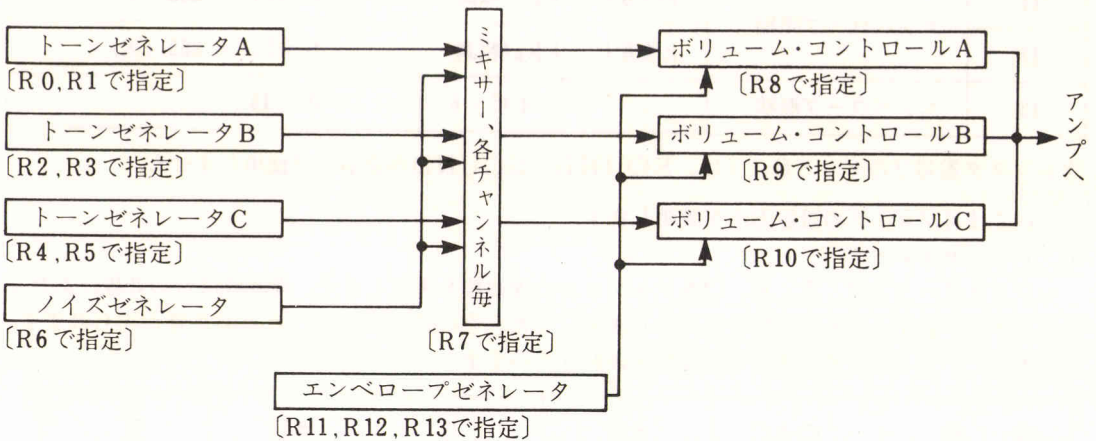 トーンゼネレータA
〔R0,R1で指定〕
トーンゼネレータB
〔R2,R3で指定〕
トーンゼネレータC
〔R4,R5で指定〕
ノイズゼネレータ
〔R6で指定〕
ミキサー、各チャンネル毎
〔R7で指定〕
エンベロープゼネレータ
〔R11,R12,R13で指定〕
ボリューム・コントロールA
〔R8で指定〕
ボリューム・コントロールB
〔R9で指定〕
ボリューム・コントロールC
〔R10で指定〕
アンプへ